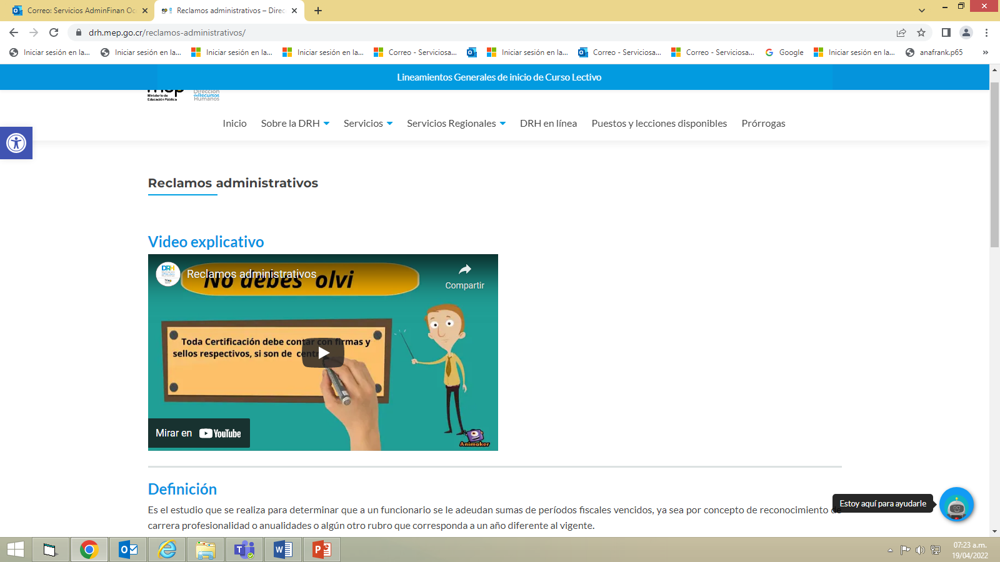 Correo: Servicios AdminFinan Oc
Reclamos administrativos – Direc
drh.mep.go.cr/reclamos-administrativos/
Iniciar sesión en la...
Iniciar sesión en la...
Iniciar sesión en la...
Iniciar sesión en la...
Correo - Serviciosa...
Iniciar sesión en la...
Correo - Serviciosa...
Correo - Serviciosa...
Google
Iniciar sesión en la...
anafrank.p65
»
Lineamientos Generales de inicio de Curso Lectivo
mep
Ministerio de
Educación Pública
Dirección
de Recursos
Humanos
Inicio
Sobre la DRH
Servicios
Servicios Regionales
DRH en línea
Puestos y lecciones disponibles
Prórrogas
Reclamos administrativos
Video explicativo
DRH
Reclamos administrativos
No debes olvi
Compartir
Toda Certificación debe contar con firmas y
sellos respectivos, si son de centr
Mirar en YouTube
Animaker
Definición
Es el estudio que se realiza para determinar que a un funcionario se le adeudan sumas de períodos fiscales vencidos, ya sea por concepto de reconocimiento de
carrera profesionalidad o anualidades o algún otro rubro que corresponda a un año diferente al vigente.
Estoy aquí para ayudarle
07:23 a.m.
19/04/2022